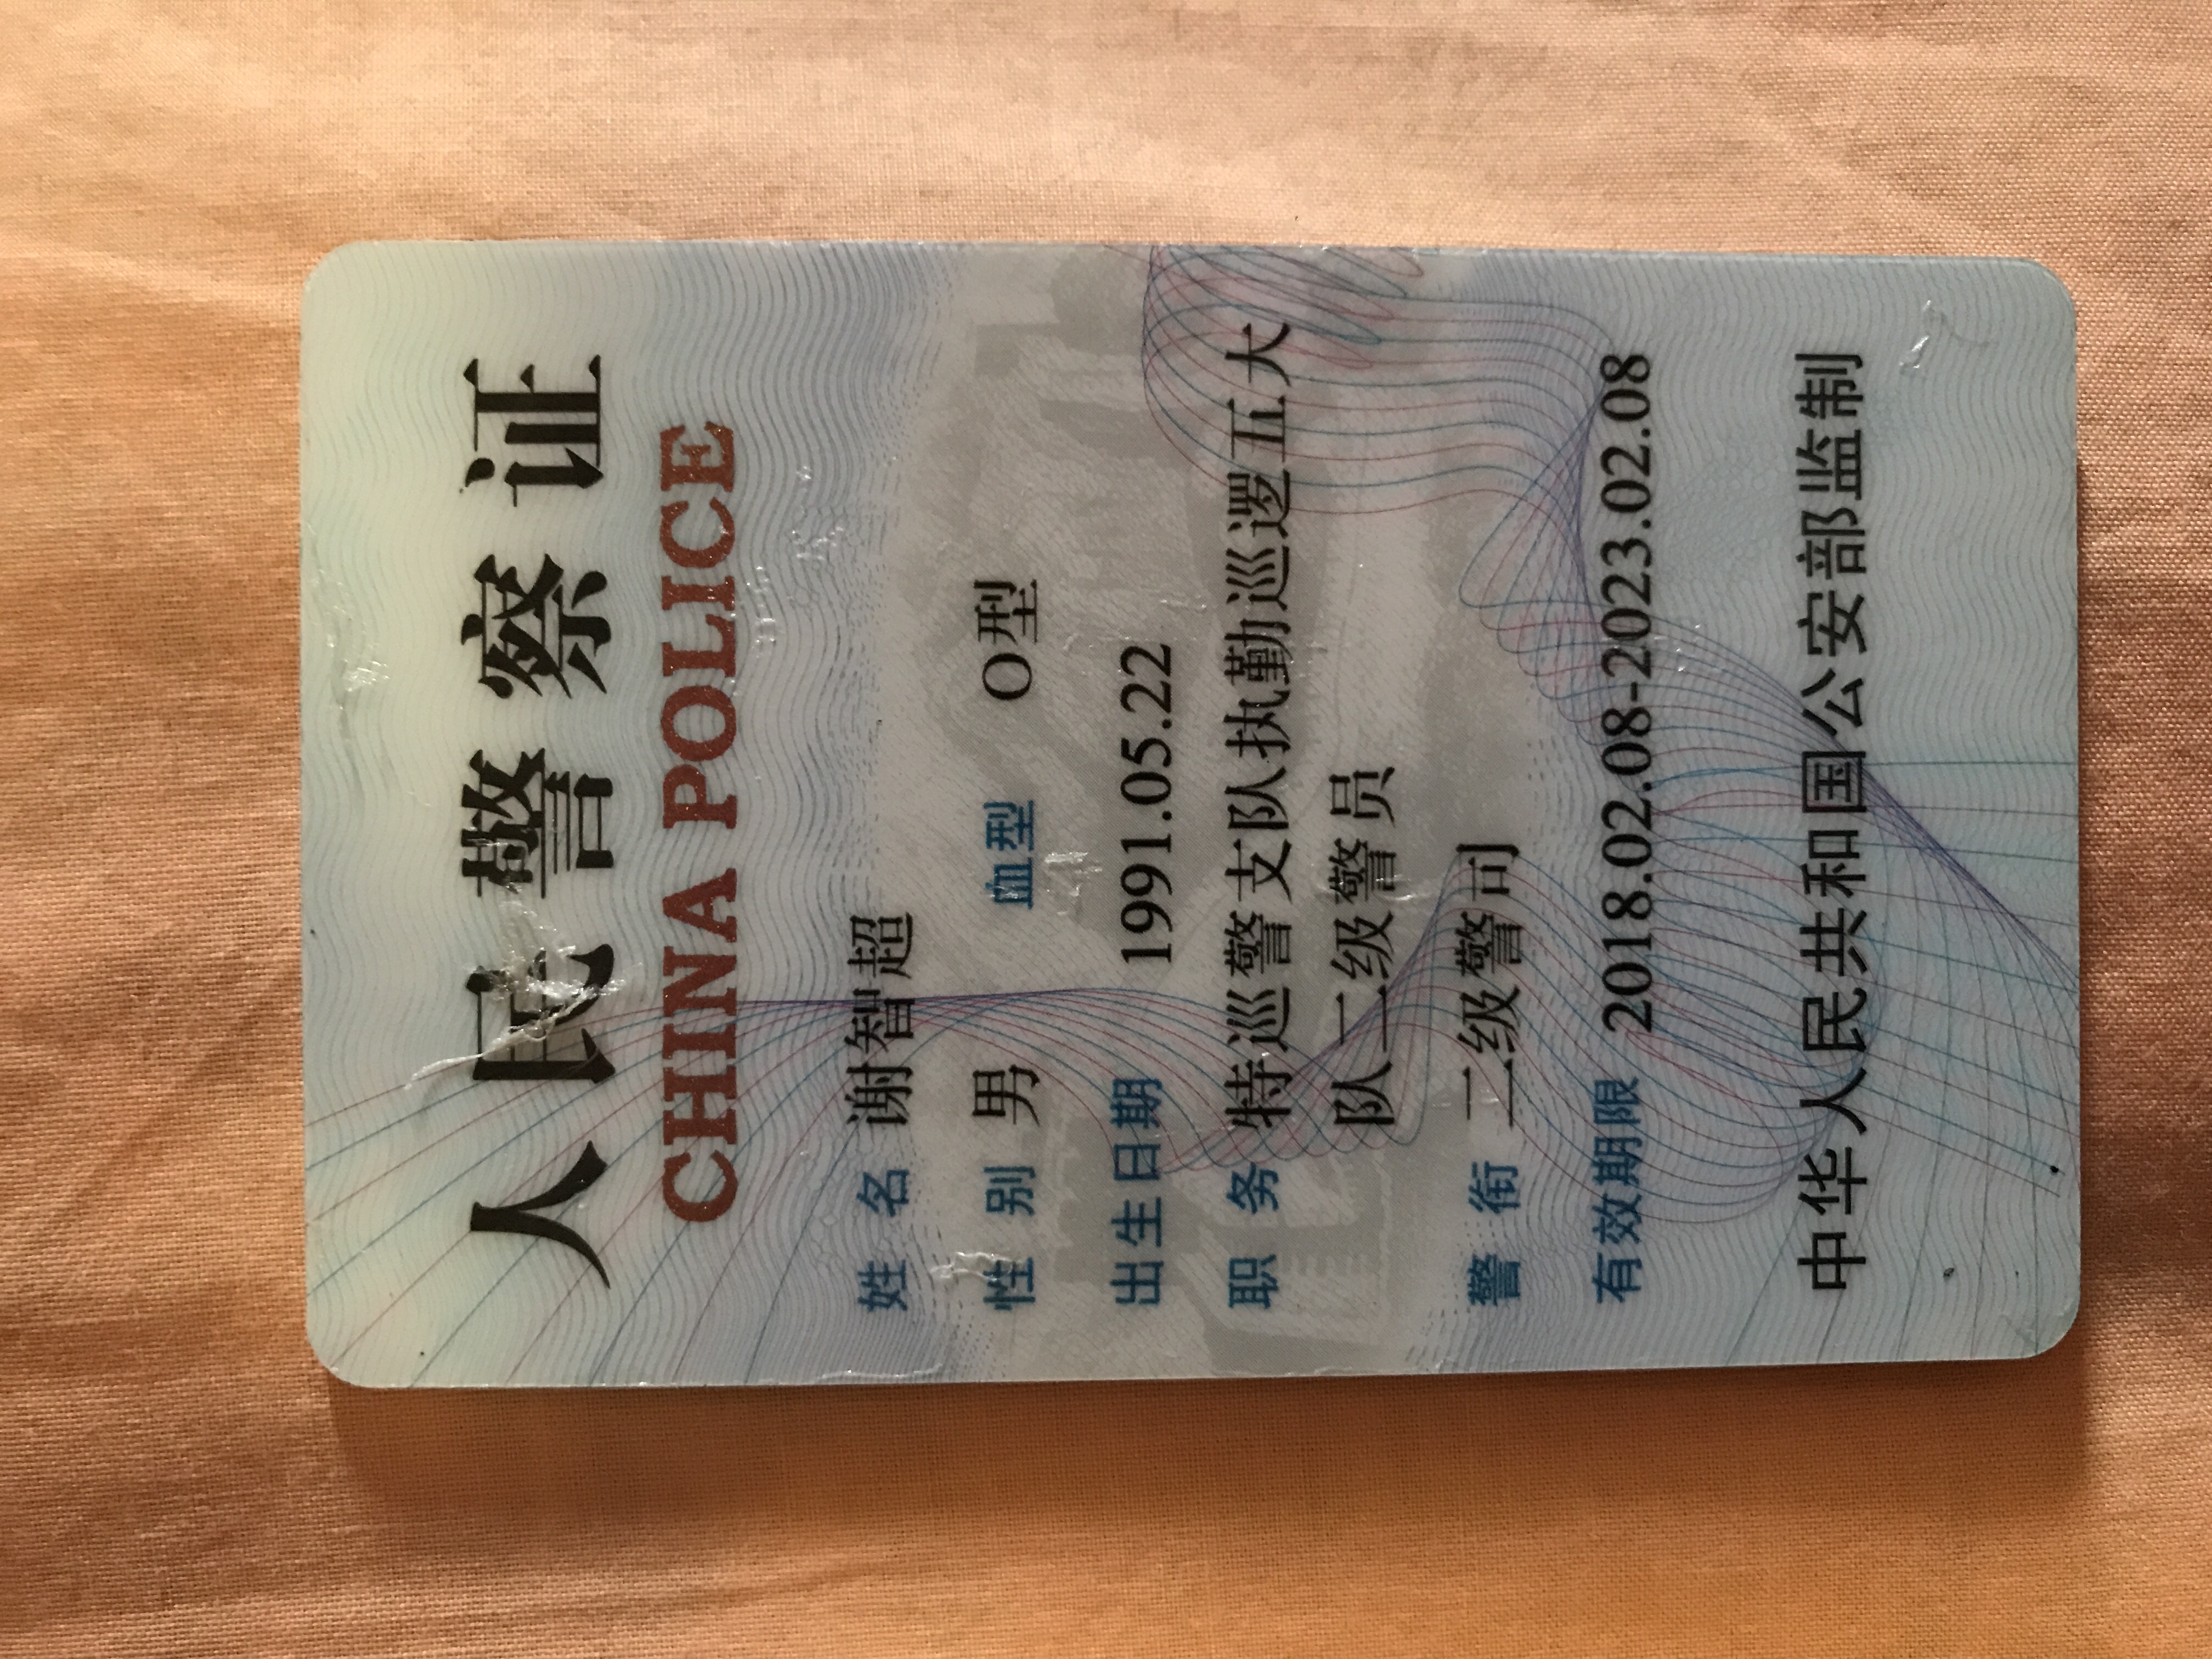 人民警察证
CHINA POLICE
姓 名 谢智超
性 别 男 血型 O型
出生日期 1991.05.22
职 务 特巡警支队执勤巡逻五大
队二级警员
警 衔 二级警司
有效期限 2018.02.08-2023.02.08
中华人民共和国公安部监制